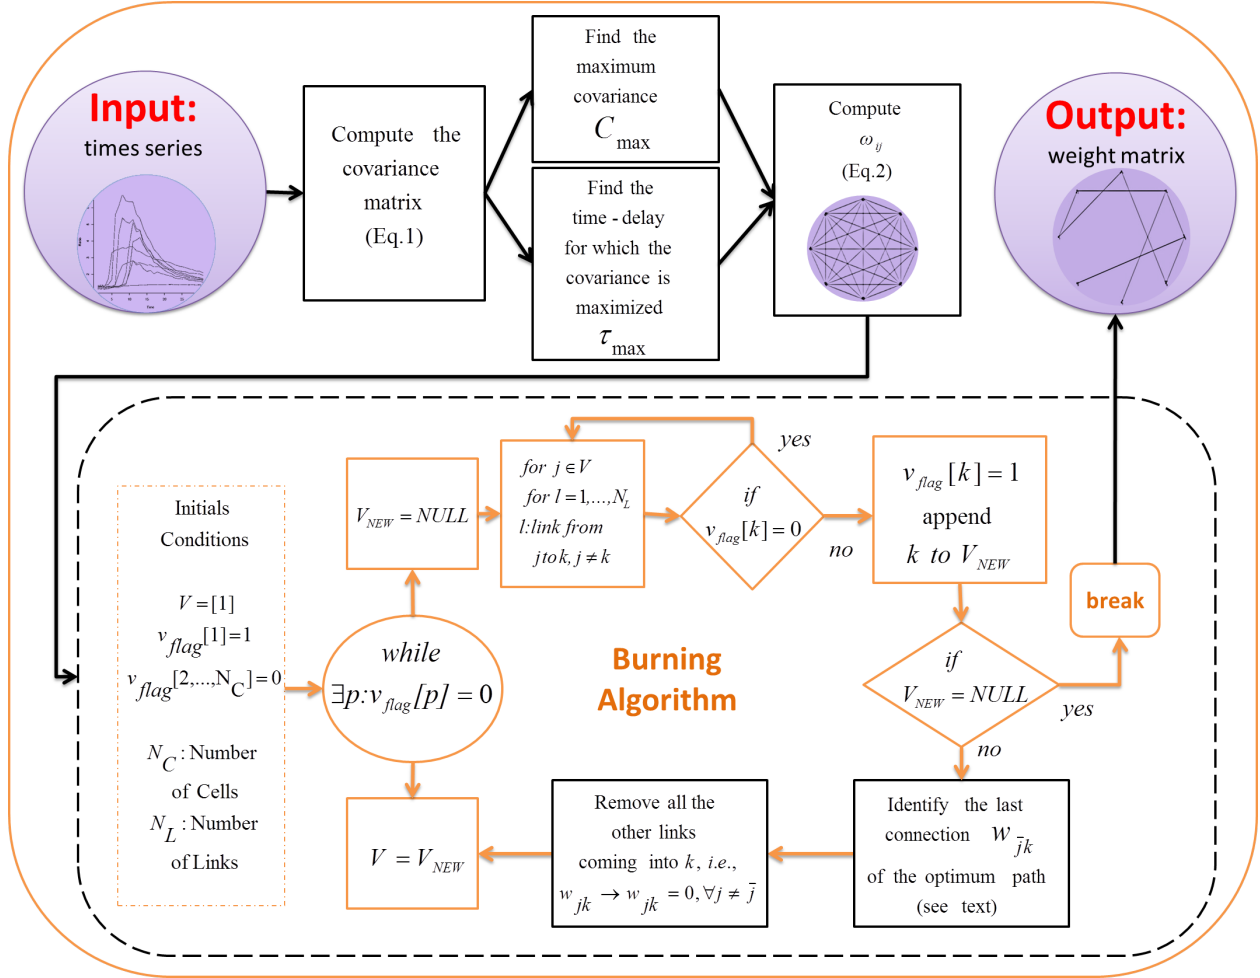 Input:
times series
Compute the
covariance
matrix
(Eq.1)
Find the
maximum
covariance
C max
Find the
time - delay
for which the
covariance is
maximized
τ max
Compute
ω ij
(Eq.2)
Output:
weight matrix
Initials
Conditions
V = [1]
v flag [1] = 1
v flag [2,...,N C ] = 0
N C : Number
of Cells
N L : Number
of Links
while
∃p: v flag [p] = 0
V NEW = NULL
for j ∈ V
for l = 1,...,N L
l: link from
j to k, j ≠ k
if
v flag [k] = 0
yes
no
v flag [k] = 1
append
k to V NEW
if
V NEW = NULL
yes
no
break
Burning
Algorithm
Identify the last
connection w j̄k
of the optimum path
(see text)
Remove all the
other links
coming into k, i.e.,
w jk → w jk = 0, ∀j ≠ j̄
V = V NEW